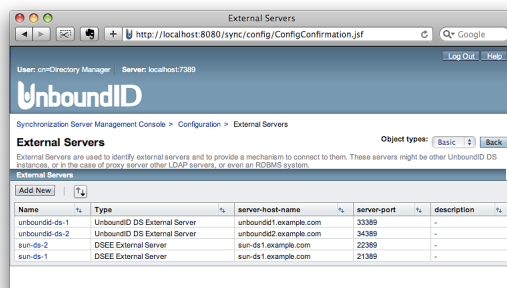 External Servers
http://localhost:8080/sync/config/ConfigConfirmation.jsf
Google
Log Out Help
User: cn=Directory Manager Server: localhost:7389
UnboundID
Synchronization Server Management Console > Configuration > External Servers
External Servers
Object types: Basic Back
External Servers are used to identify external servers and to provide a mechanism to connect to them. These servers might be other UnboundID DS
instances, or in the case of proxy server other LDAP servers, or even an RDBMS system.
External Servers
Add New
Name Type server-host-name server-port description
unboundid-ds-1 UnboundID DS External Server unboundid1.example.com 33389 -
unboundid-ds-2 UnboundID DS External Server unboundid2.example.com 34389 -
sun-ds-2 DSEE External Server sun-ds1.example.com 22389 -
sun-ds-1 DSEE External Server sun-ds1.example.com 21389 -